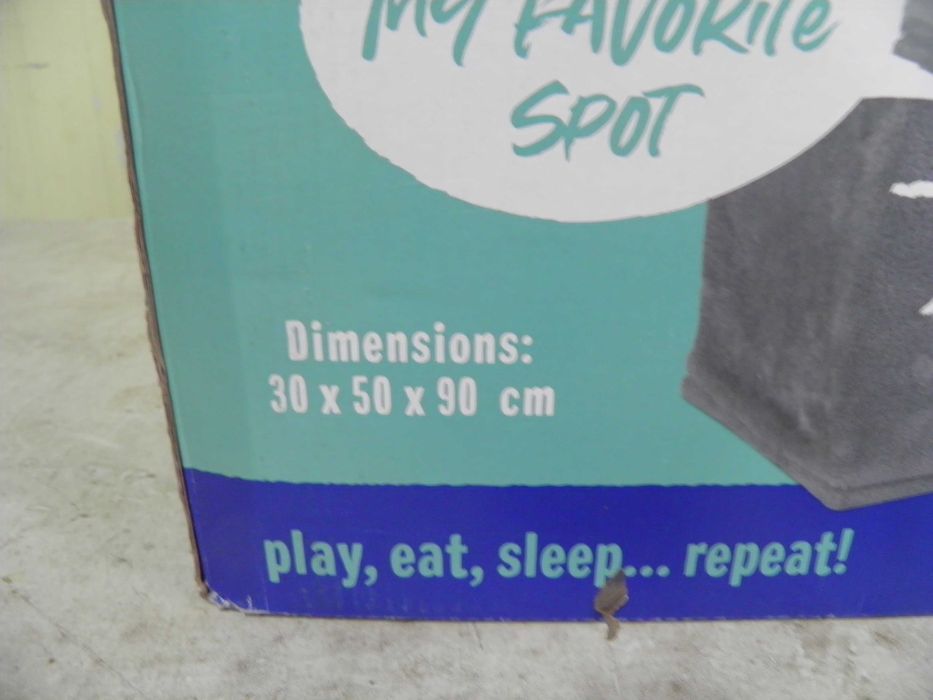 My FAVORITE
SPOT
Dimensions:
30 x 50 x 90 cm
play, eat, sleep... repeat!